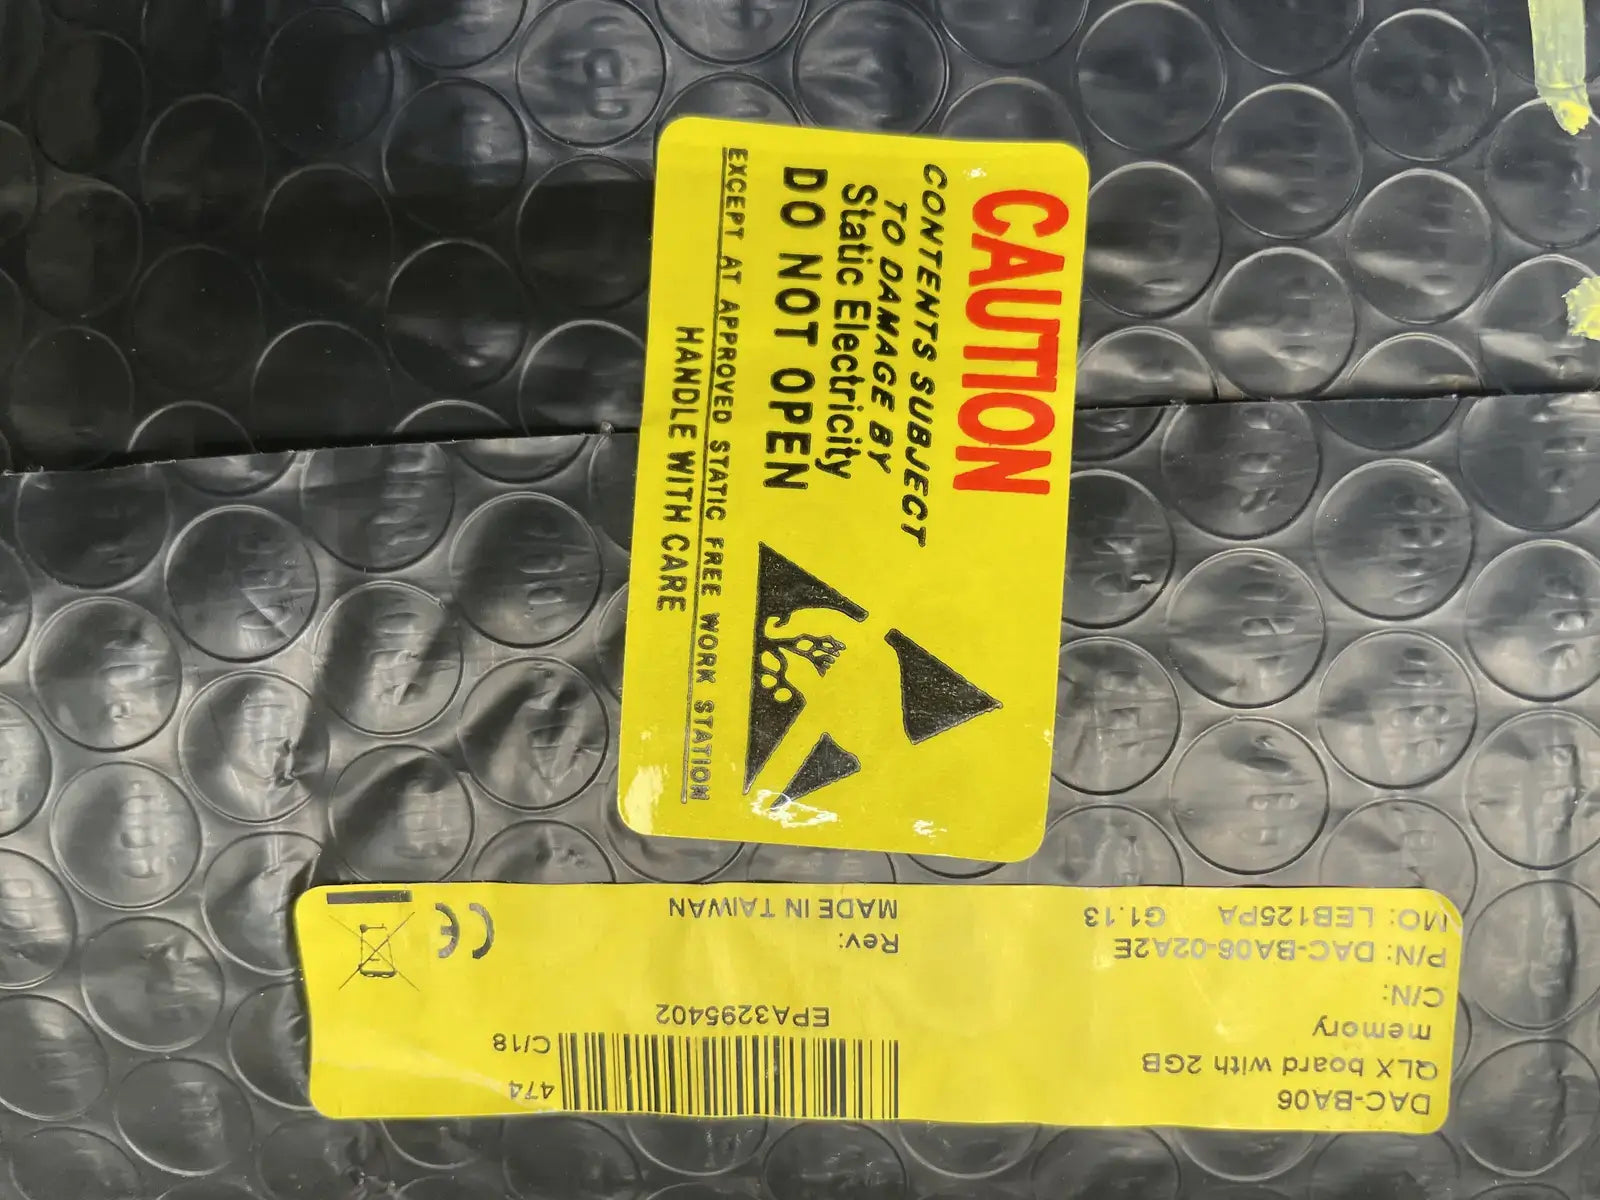 CAUTION
CONTENTS SUBJECT
TO DAMAGE BY
Static Electricity
DO NOT OPEN
EXCEPT AT APPROVED STATIC FREE WORK STATION
HANDLE WITH CARE
DAC-BA06
QLX board with 2GB
memory
C/N:
P/N: DAC-BA06-02A2E
MO: LEB125PA G1.13
474
C/18
EPA3295402
Rev:
MADE IN TAIWAN
CE